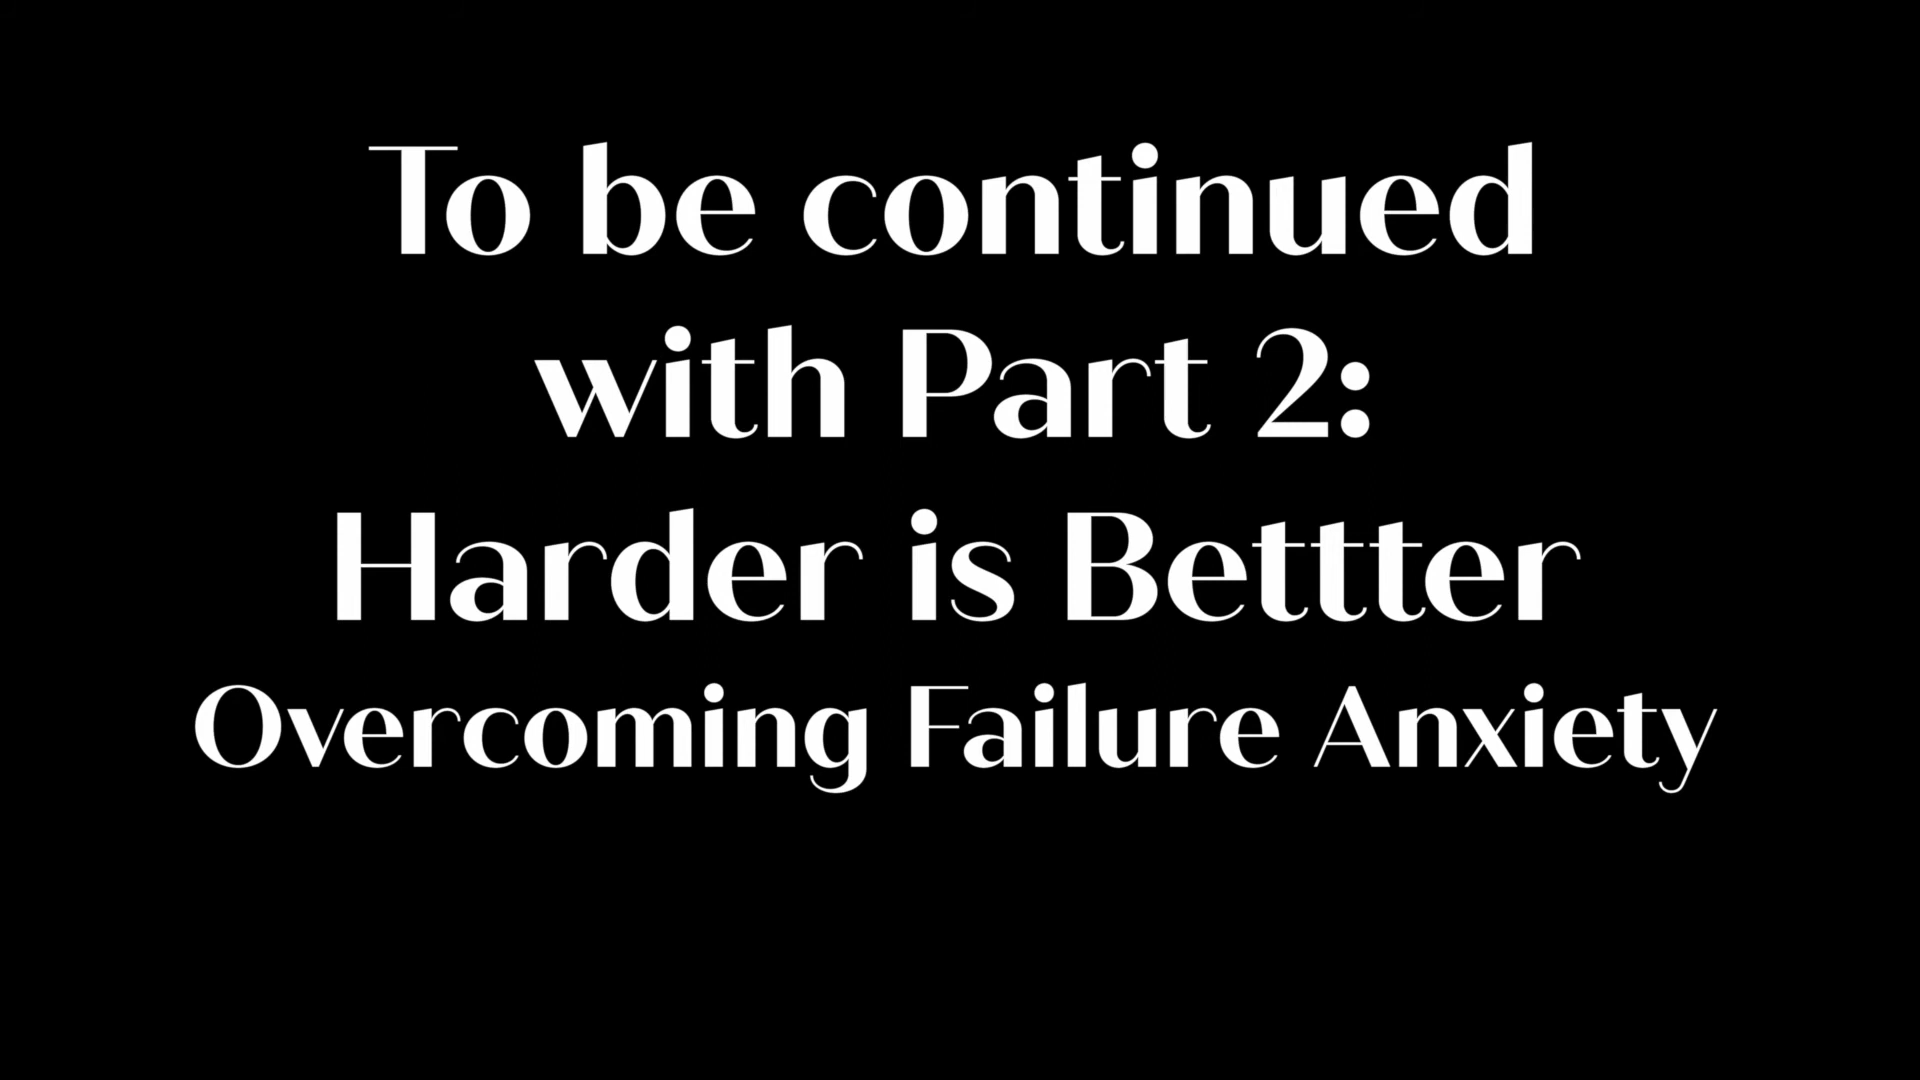 To be continued
with Part 2:
Harder is Bettter
Overcoming Failure Anxiety